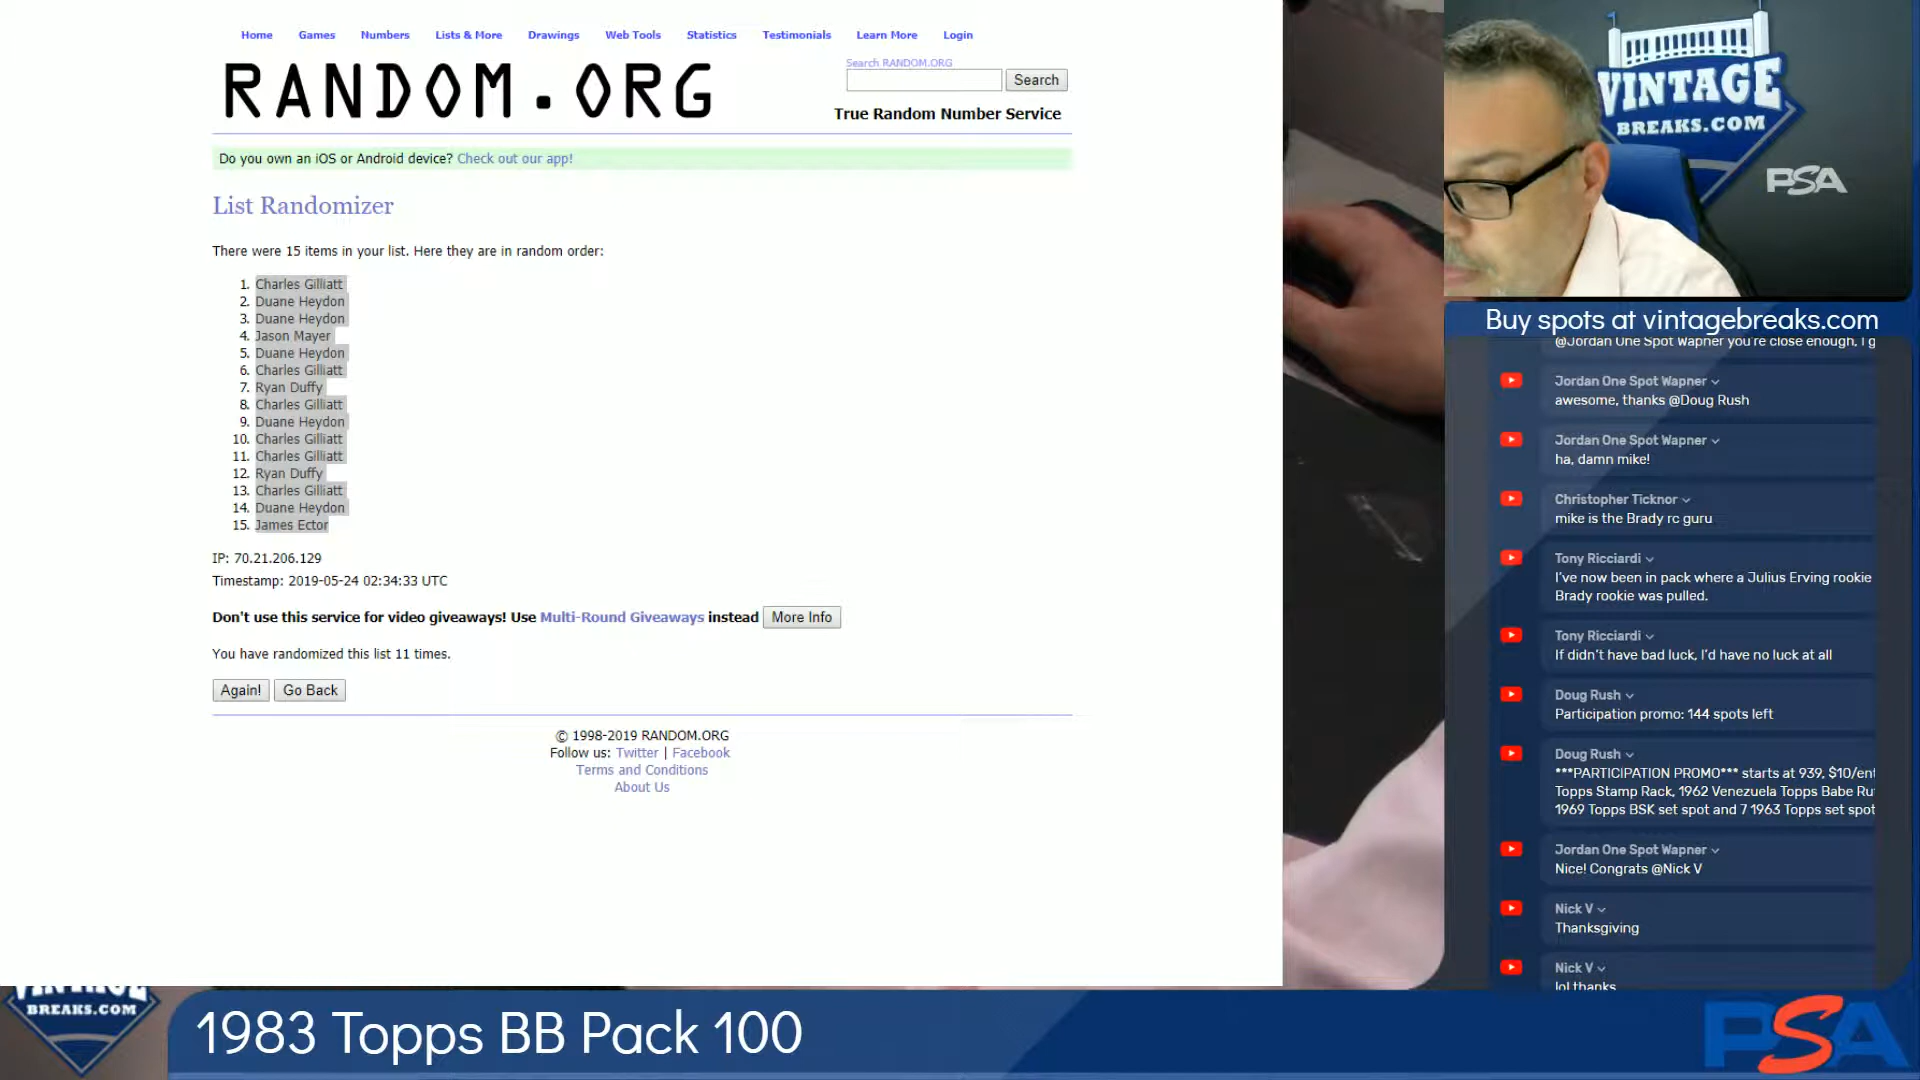 Home Games Numbers Lists & More Drawings Web Tools Statistics Testimonials Learn More Login
RANDOM.ORG
Search RANDOM.ORG
Search
True Random Number Service
Do you own an iOS or Android device? Check out our app!
List Randomizer
There were 15 items in your list. Here they are in random order:
1. Charles Gilliatt
2. Duane Heydon
3. Duane Heydon
4. Jason Mayer
5. Duane Heydon
6. Charles Gilliatt
7. Ryan Duffy
8. Charles Gilliatt
9. Duane Heydon
10. Charles Gilliatt
11. Charles Gilliatt
12. Ryan Duffy
13. Charles Gilliatt
14. Duane Heydon
15. James Ector
IP: 70.21.206.129
Timestamp: 2019-05-24 02:34:33 UTC
Don't use this service for video giveaways! Use Multi-Round Giveaways instead More Info
You have randomized this list 11 times.
Again! Go Back
© 1998-2019 RANDOM.ORG
Follow us: Twitter | Facebook
Terms and Conditions
About Us
VINTAGE
BREAKS.COM
PSA
Buy spots at vintagebreaks.com
@Jordan One Spot Wapner you're close enough, I g
Jordan One Spot Wapner
awesome, thanks @Doug Rush
Jordan One Spot Wapner
ha, damn mike!
Christopher Ticknor
mike is the Brady rc guru
Tony Ricciardi
I've now been in pack where a Julius Erving rookie
Brady rookie was pulled.
Tony Ricciardi
If didn't have bad luck, I'd have no luck at all
Doug Rush
Participation promo: 144 spots left
Doug Rush
***PARTICIPATION PROMO*** starts at 939, $10/ent
Topps Stamp Rack, 1962 Venezuela Topps Babe Ru
1969 Topps BSK set spot and 7 1963 Topps set spot
Jordan One Spot Wapner
Nice! Congrats @Nick V
Nick V
Thanksgiving
Nick V
lol thanks
VINTAGE
BREAKS.COM
1983 Topps BB Pack 100
PSA